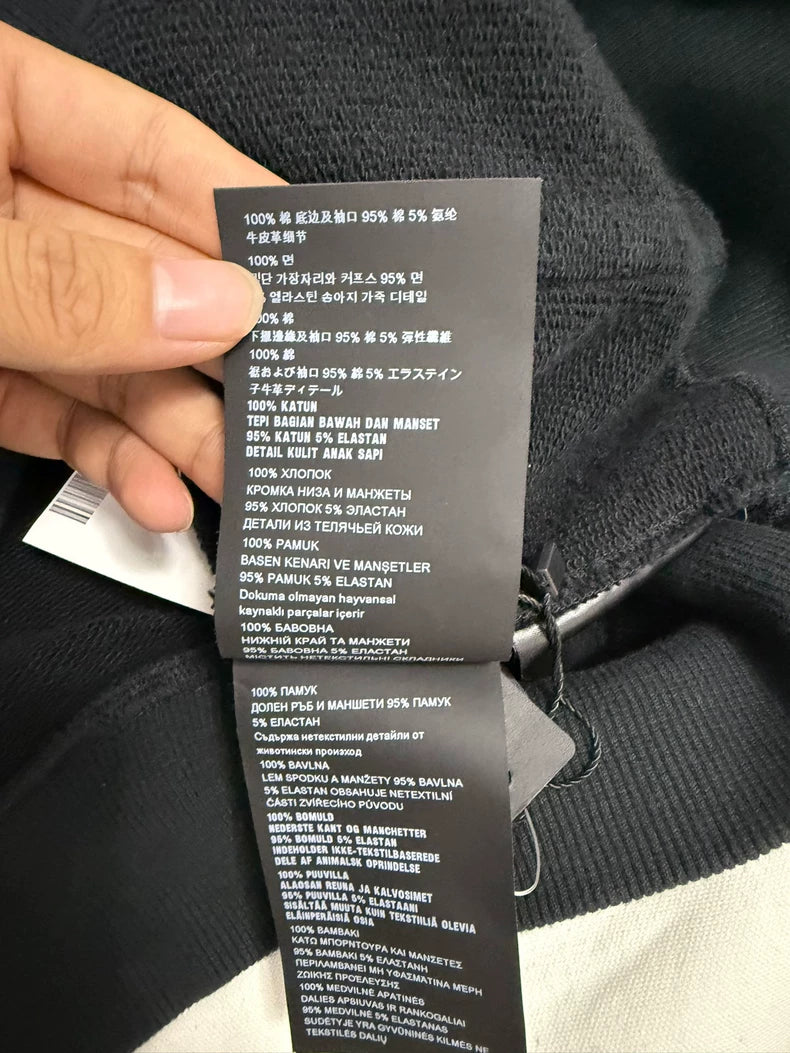 100% 棉 底边及袖口 95% 棉 5% 氨纶
牛皮革细节
100% 면
가장자리와 커프스 95% 면
엘라스틴 송아지 가죽 디테일
棉
下擺邊緣及袖口 95% 棉 5% 彈性纖維
100% 綿
裾および袖口 95% 綿 5% エラステイン
子牛革ディテール
100% KATUN
TEPI BAGIAN BAWAH DAN MANSET
95% KATUN 5% ELASTAN
DETAIL KULIT ANAK SAPI
100% ХЛОПОК
КРОМКА НИЗА И МАНЖЕТЫ
95% ХЛОПОК 5% ЭЛАСТАН
ДЕТАЛИ ИЗ ТЕЛЯЧЬЕЙ КОЖИ
100% PAMUK
BASEN KENARI VE MANŞETLER
95% PAMUK 5% ELASTAN
Dokuma olmayan hayvansal
kaynaklı parçalar içerir
100% БАВОВНА
НИЖНІЙ КРАЙ ТА МАНЖЕТИ
95% БАВОВНА 5% ЕЛАСТАН
МІСТИТЬ НЕТЕКСТИЛЬНІ СКЛАДНИКИ
100% ПАМУК
ДОЛЕН РЪБ И МАНШЕТИ 95% ПАМУК
5% ЕЛАСТАН
Съдържа нетекстилни детайли от
животински произход
100% BAVLNA
LEM SPODKU A MANŽETY 95% BAVLNA
5% ELASTAN OBSAHUJE NETEXTILNÍ
ČÁSTI ZVÍŘECÍHO PŮVODU
100% BOMULD
NEDERSTE KANT OG MANCHETTER
95% BOMULD 5% ELASTAN
INDEHOLDER IKKE-TEKSTILBASEREDE
DELE AF ANIMALSK OPRINDELSE
100% PUUVILLA
ALAOSAN REUNA JA KALVOSIMET
95% PUUVILLA 5% ELASTAANI
SISÄLTÄÄ MUUTA KUIN TEKSTIILIÄ OLEVIA
ELÄINPERÄISIÄ OSIA
100% ΒΑΜΒΑΚΙ
ΚΑΤΩ ΜΠΟΡΝΤΟΥΡΑ ΚΑΙ ΜΑΝΣΕΤΕΣ
95% ΒΑΜΒΑΚΙ 5% ΕΛΑΣΤΑΝΗ
ΠΕΡΙΛΑΜΒΑΝΕΙ ΜΗ ΥΦΑΣΜΑΤΙΝΑ ΜΕΡΗ
ΖΩΙΚΗΣ ΠΡΟΕΛΕΥΣΗΣ
100% MEDVILNĖ APATINĖS
DALIES APSIUVAS IR RANKOGALIAI
95% MEDVILNĖ 5% ELASTANAS
SUDĖTYJE YRA GYVŪNINĖS KILMĖS NE
TEKSTILĖS DALIŲ